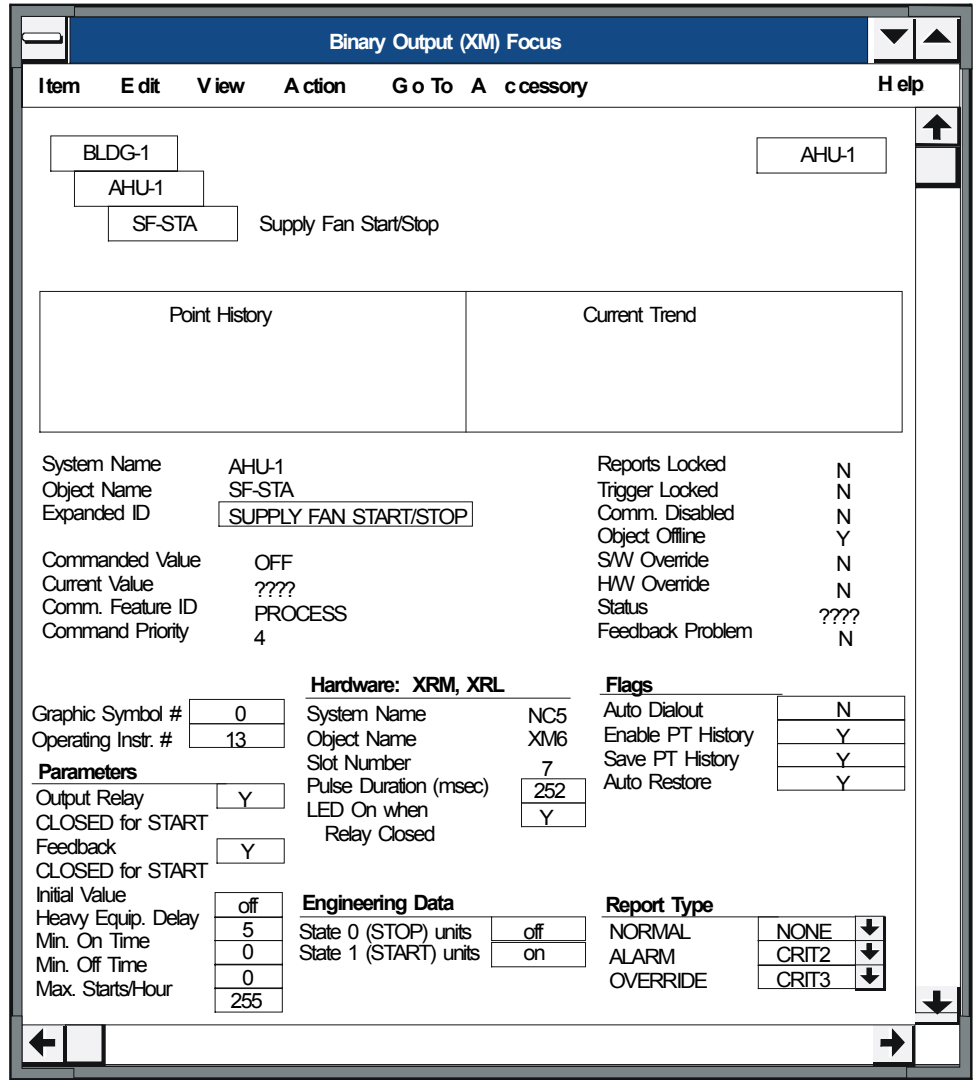 Binary Output (XM) Focus
Item Edit View Action Go To Accessory Help
BLDG-1 AHU-1
AHU-1
SF-STA Supply Fan Start/Stop
Point History Current Trend
System Name AHU-1 Reports Locked N
Object Name SF-STA Trigger Locked N
Expanded ID SUPPLY FAN START/STOP Comm. Disabled N
Object Offline Y
Commanded Value OFF S/W Override N
Current Value ???? H/W Override N
Comm. Feature ID PROCESS Status ????
Command Priority 4 Feedback Problem N
Hardware: XRM, XRL Flags
Graphic Symbol # 0 System Name NC5 Auto Dialout N
Operating Instr. # 13 Object Name XM6 Enable PT History Y
Slot Number 7 Save PT History Y
Parameters Pulse Duration (msec) 252 Auto Restore Y
Output Relay Y LED On when Y
CLOSED for START Relay Closed
Feedback Y
CLOSED for START
Initial Value off Engineering Data Report Type
Heavy Equip. Delay 5 State 0 (STOP) units off NORMAL NONE
Min. On Time 0 State 1 (START) units on ALARM CRIT2
Min. Off Time 0 OVERRIDE CRIT3
Max. Starts/Hour 255